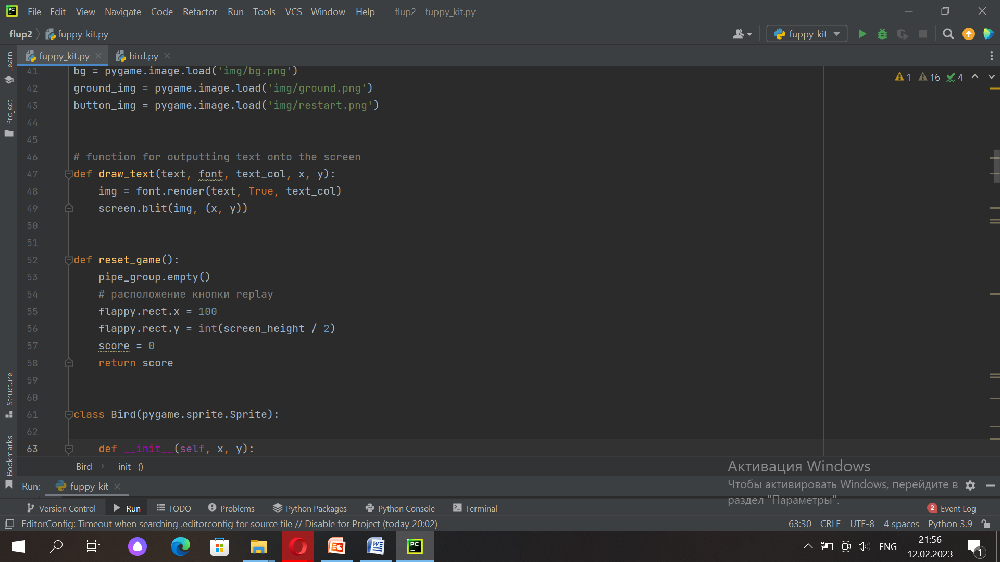 PC File Edit View Navigate Code Refactor Run Tools VCS Window Help flup2 - fuppy_kit.py
flup2 fuppy_kit.py fuppy_kit
fuppy_kit.py bird.py
Learn
Project
Structure
Bookmarks
1 16 4
41 bg = pygame.image.load('img/bg.png')
42 ground_img = pygame.image.load('img/ground.png')
43 button_img = pygame.image.load('img/restart.png')
44
45
46 # function for outputting text onto the screen
47 def draw_text(text, font, text_col, x, y):
48 img = font.render(text, True, text_col)
49 screen.blit(img, (x, y))
50
51
52 def reset_game():
53 pipe_group.empty()
54 # расположение кнопки replay
55 flappy.rect.x = 100
56 flappy.rect.y = int(screen_height / 2)
57 score = 0
58 return score
59
60
61 class Bird(pygame.sprite.Sprite):
62
63 def __init__(self, x, y):
Bird › __init__()
Активация Windows
Чтобы активировать Windows, перейдите в
раздел "Параметры".
Run: fuppy_kit
Version Control Run TODO Problems Python Packages Python Console Terminal 2 Event Log
EditorConfig: Timeout when searching .editorconfig for source file // Disable for Project (today 20:02) 63:30 CRLF UTF-8 4 spaces Python 3.9
PC ENG 21:56
12.02.2023 1